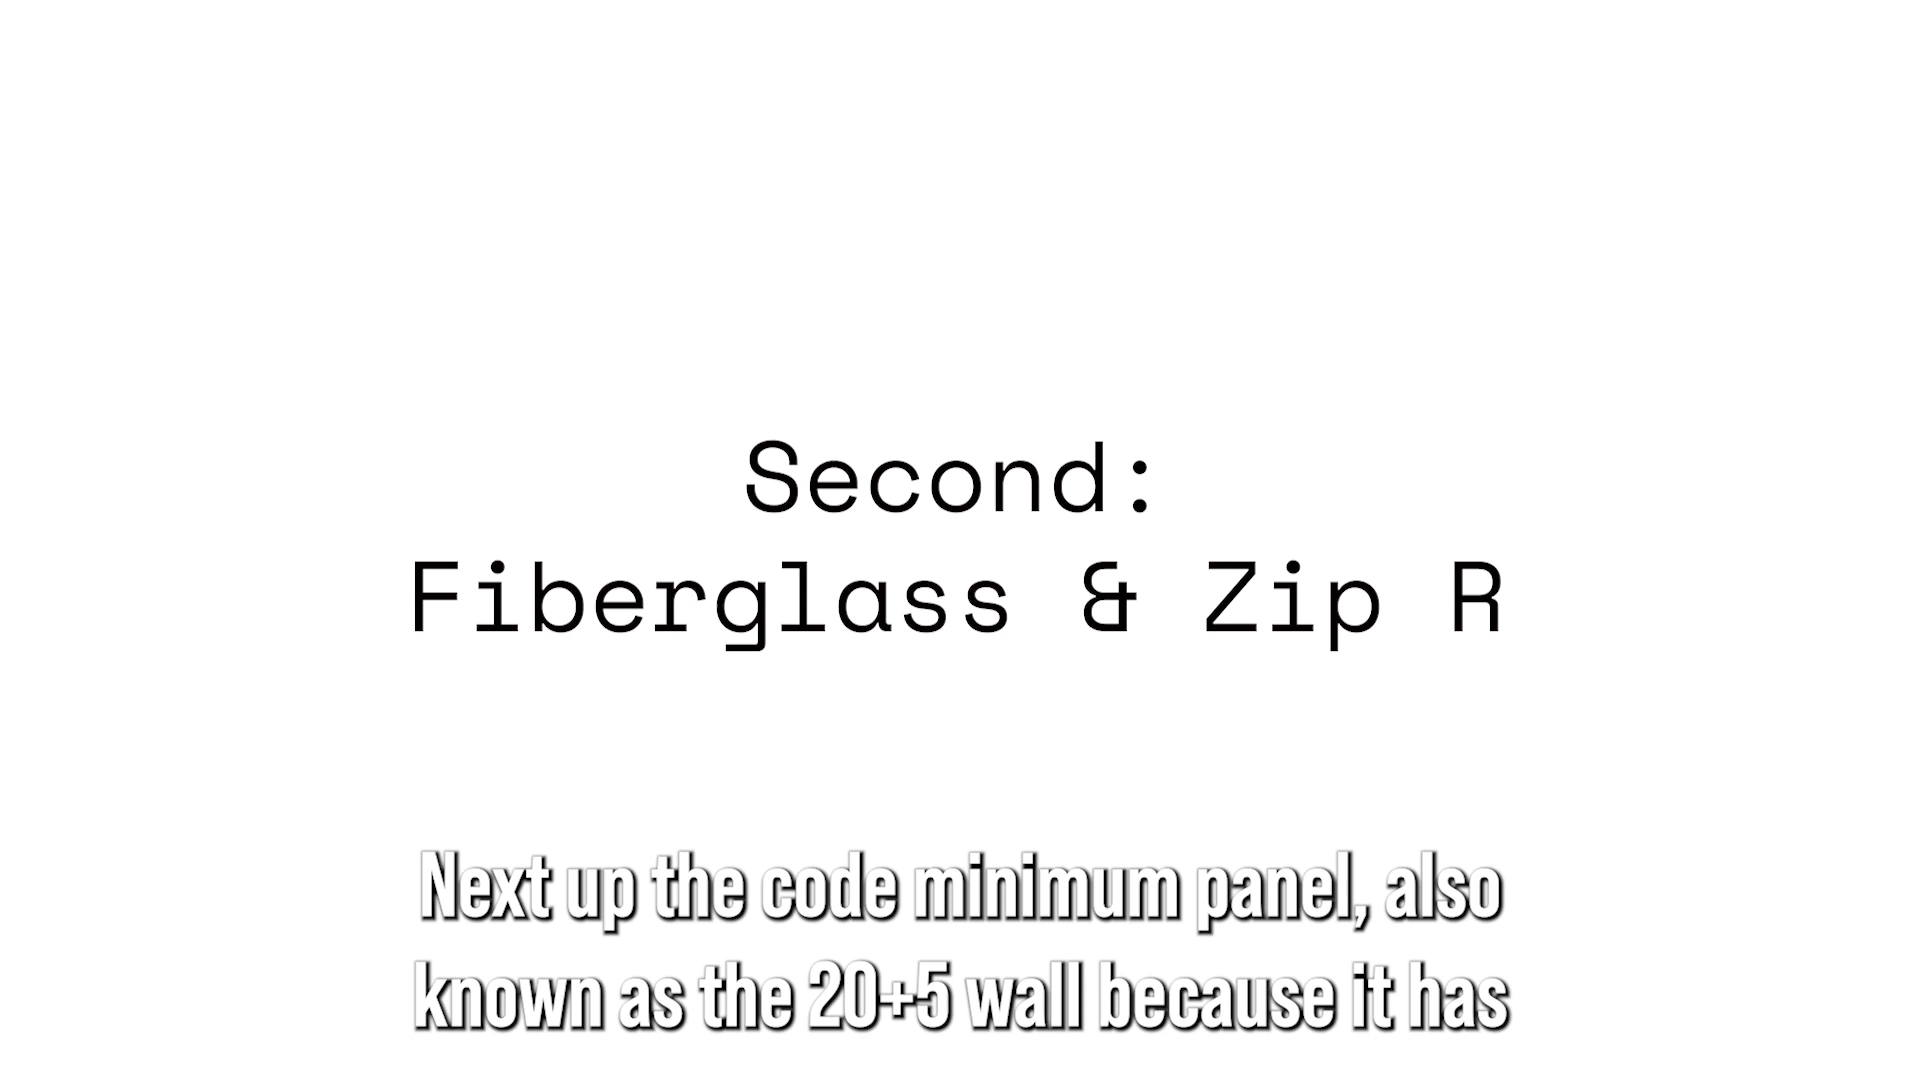 Second:
Fiberglass & Zip R
Next up the code minimum panel, also
known as the 20+5 wall because it has